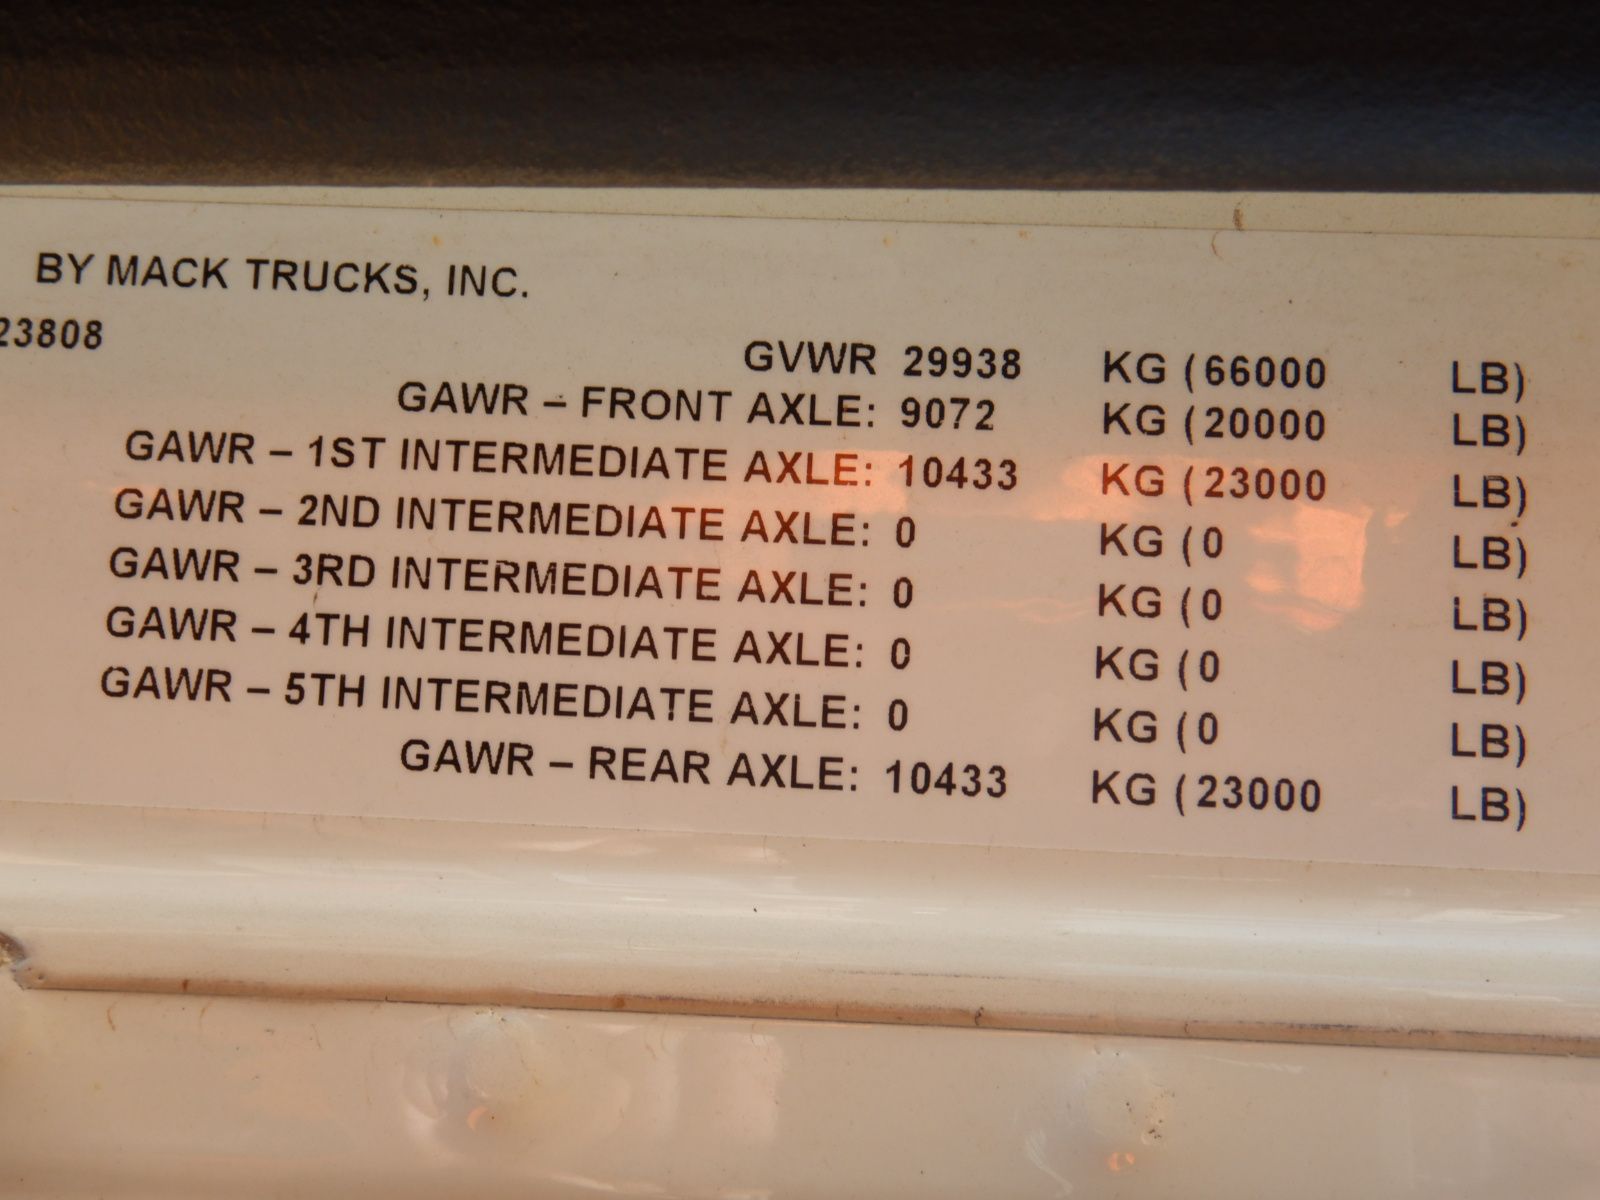 BY MACK TRUCKS, INC.
23808
GVWR 29938 KG (66000 LB)
GAWR – FRONT AXLE: 9072 KG (20000 LB)
GAWR – 1ST INTERMEDIATE AXLE: 10433 KG (23000 LB)
GAWR – 2ND INTERMEDIATE AXLE: 0 KG (0 LB)
GAWR – 3RD INTERMEDIATE AXLE: 0 KG (0 LB)
GAWR – 4TH INTERMEDIATE AXLE: 0 KG (0 LB)
GAWR – 5TH INTERMEDIATE AXLE: 0 KG (0 LB)
GAWR – REAR AXLE: 10433 KG (23000 LB)